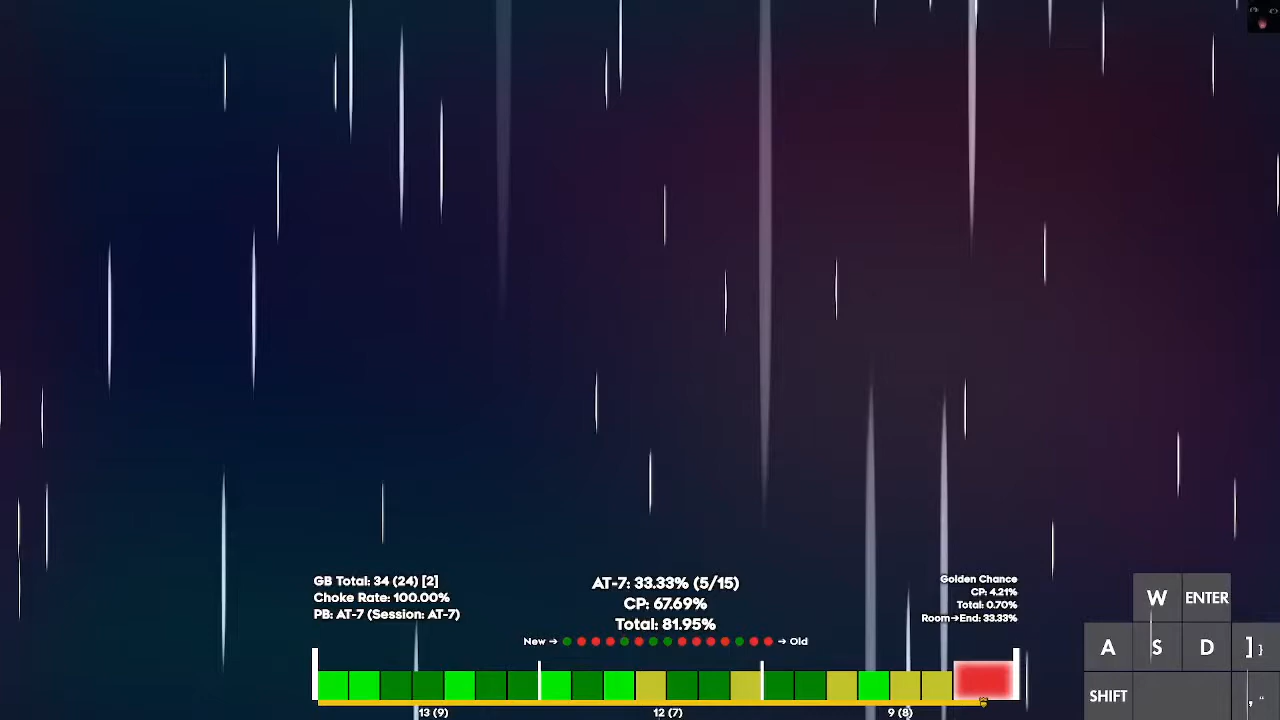 GB Total: 34 (24) [2]
Choke Rate: 100.00%
PB: AT-7 (Session: AT-7)
AT-7: 33.33% (5/15)
CP: 67.69%
Total: 81.95%
New → → Old
Golden Chance
CP: 4.21%
Total: 0.70%
Room→End: 33.33%
13 (9)
12 (7)
9 (8)
W ENTER
A S D ] }
SHIFT , “